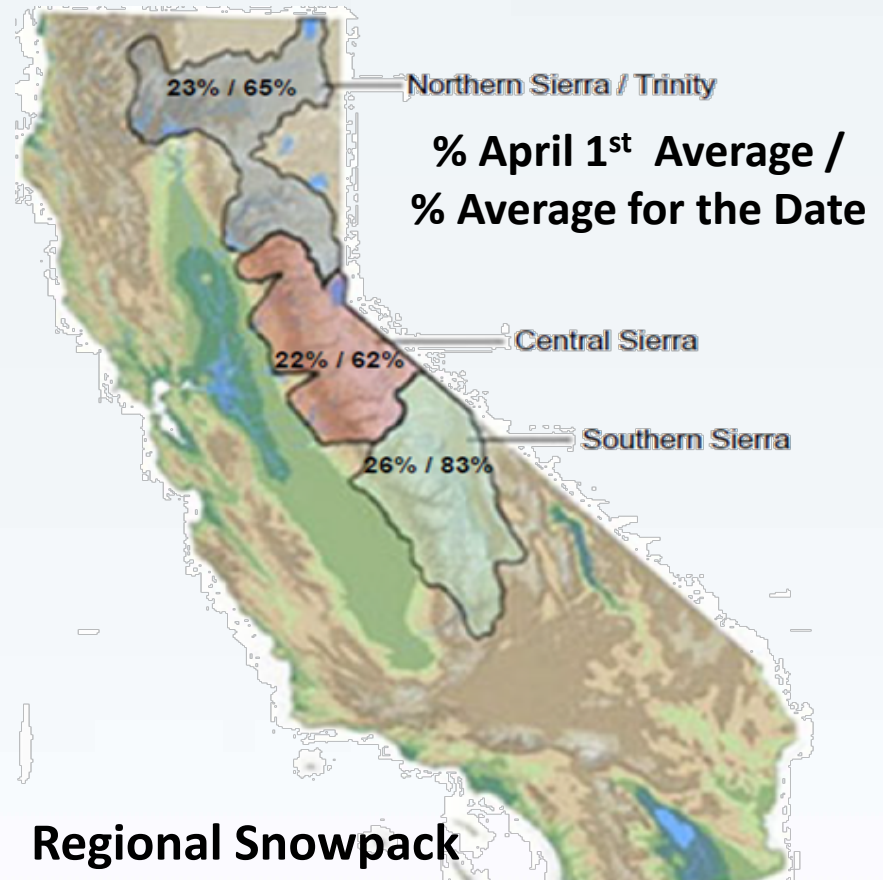 23% / 65%
Northern Sierra / Trinity
% April 1st Average /
% Average for the Date
Central Sierra
22% / 62%
Southern Sierra
26% / 83%
Regional Snowpack